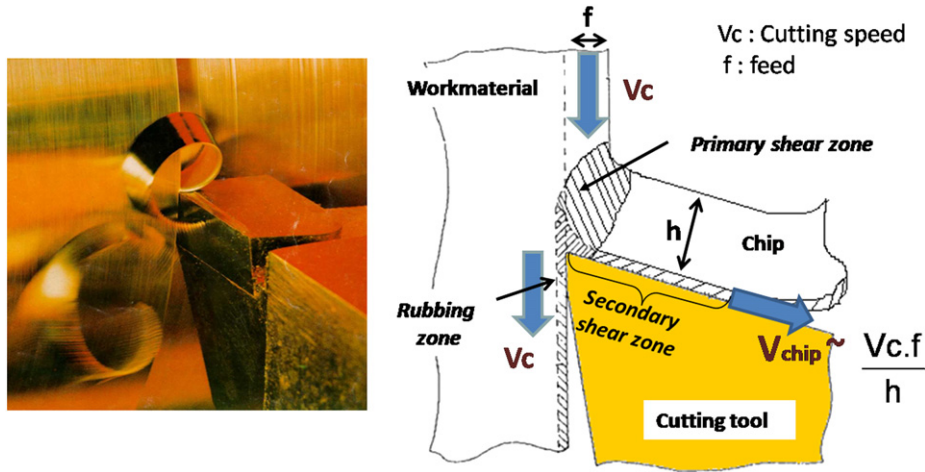 f
Vc : Cutting speed
f : feed
Workmaterial
Vc
Primary shear zone
h
Chip
Rubbing
zone
Secondary
shear zone
Vc
Vchip ~ Vc.f
h
Cutting tool